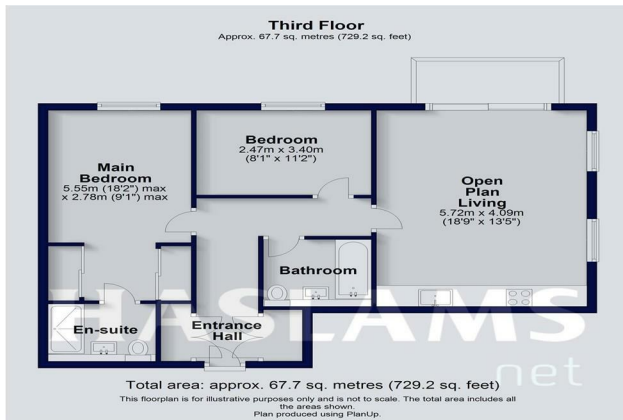 Third Floor
Approx. 67.7 sq. metres (729.2 sq. feet)
Bedroom
2.47m x 3.40m
(8'1" x 11'2")
Main
Bedroom
5.55m (18'2") max
x 2.78m (9'1") max
Open
Plan
Living
5.72m x 4.09m
(18'9" x 13'5")
Bathroom
En-suite
Entrance
Hall
HASLAMS
net
Total area: approx. 67.7 sq. metres (729.2 sq. feet)
This floorplan is for illustrative purposes only and is not to scale. The total area includes all
the areas shown.
Plan produced using PlanUp.